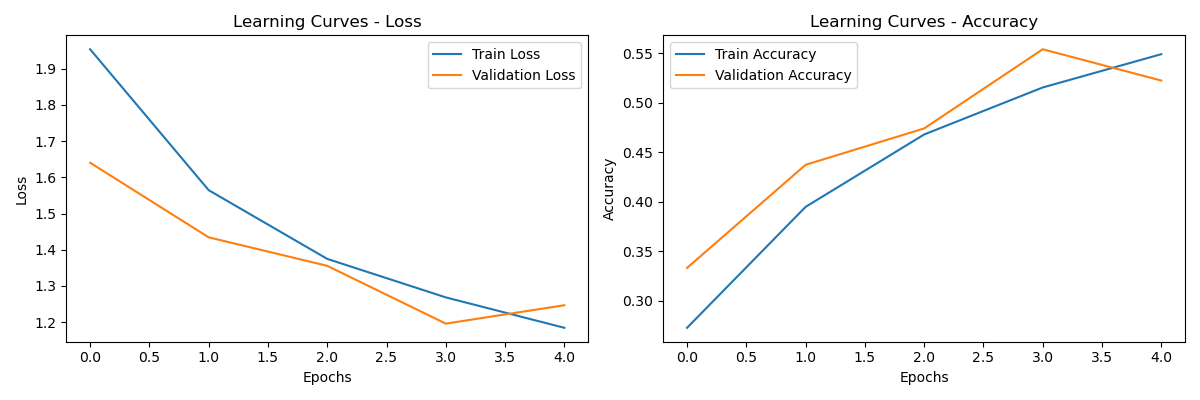 Learning Curves - Loss
Train Loss
Validation Loss
1.9
1.8
1.7
1.6
1.5
1.4
1.3
1.2
Loss
0.0 0.5 1.0 1.5 2.0 2.5 3.0 3.5 4.0
Epochs
Learning Curves - Accuracy
Train Accuracy
Validation Accuracy
0.55
0.50
0.45
0.40
0.35
0.30
Accuracy
0.0 0.5 1.0 1.5 2.0 2.5 3.0 3.5 4.0
Epochs